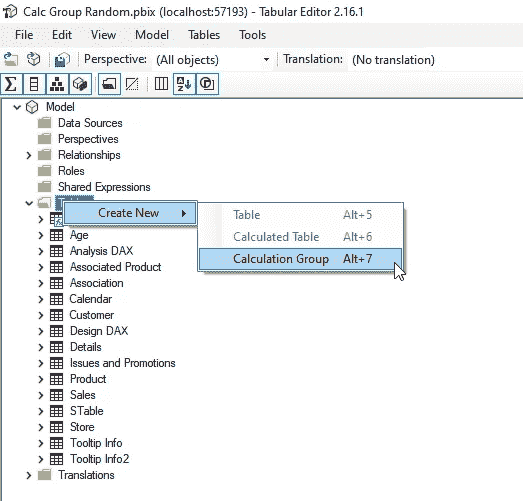 Calc Group Random.pbix (localhost:57193) - Tabular Editor 2.16.1
File Edit View Model Tables Tools
Perspective: (All objects) Translation: (No translation)
Model
Data Sources
Perspectives
Relationships
Roles
Shared Expressions
Create New
Table Alt+5
Calculated Table Alt+6
Calculation Group Alt+7
Age
Analysis DAX
Associated Product
Association
Calendar
Customer
Design DAX
Details
Issues and Promotions
Product
Sales
STable
Store
Tooltip Info
Tooltip Info2
Translations